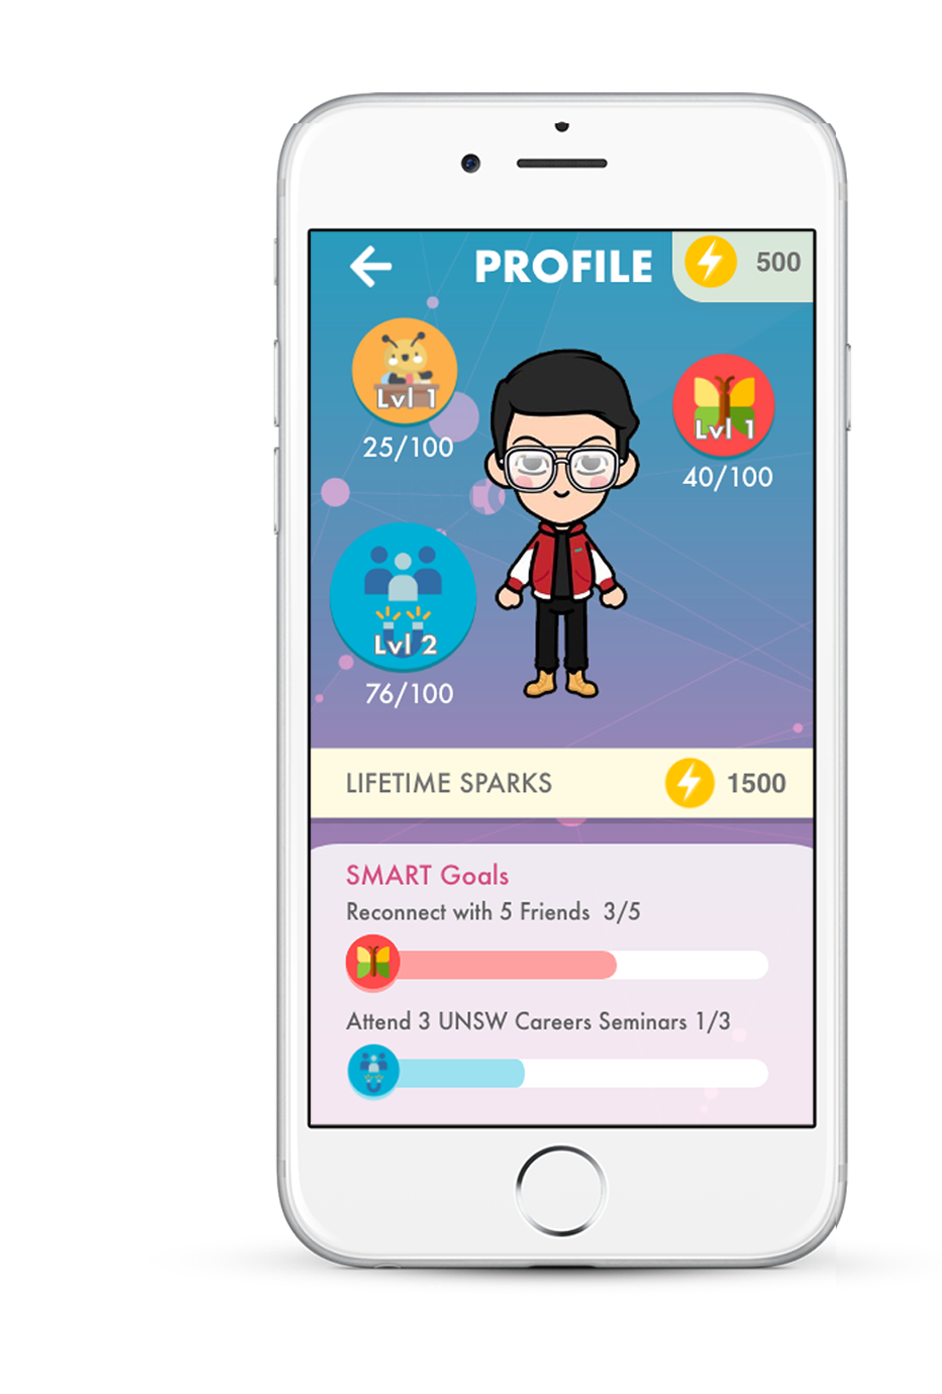 PROFILE
500
Lvl 1
25/100
Lvl 1
40/100
Lvl 2
76/100
LIFETIME SPARKS
1500
SMART Goals
Reconnect with 5 Friends 3/5
Attend 3 UNSW Careers Seminars 1/3